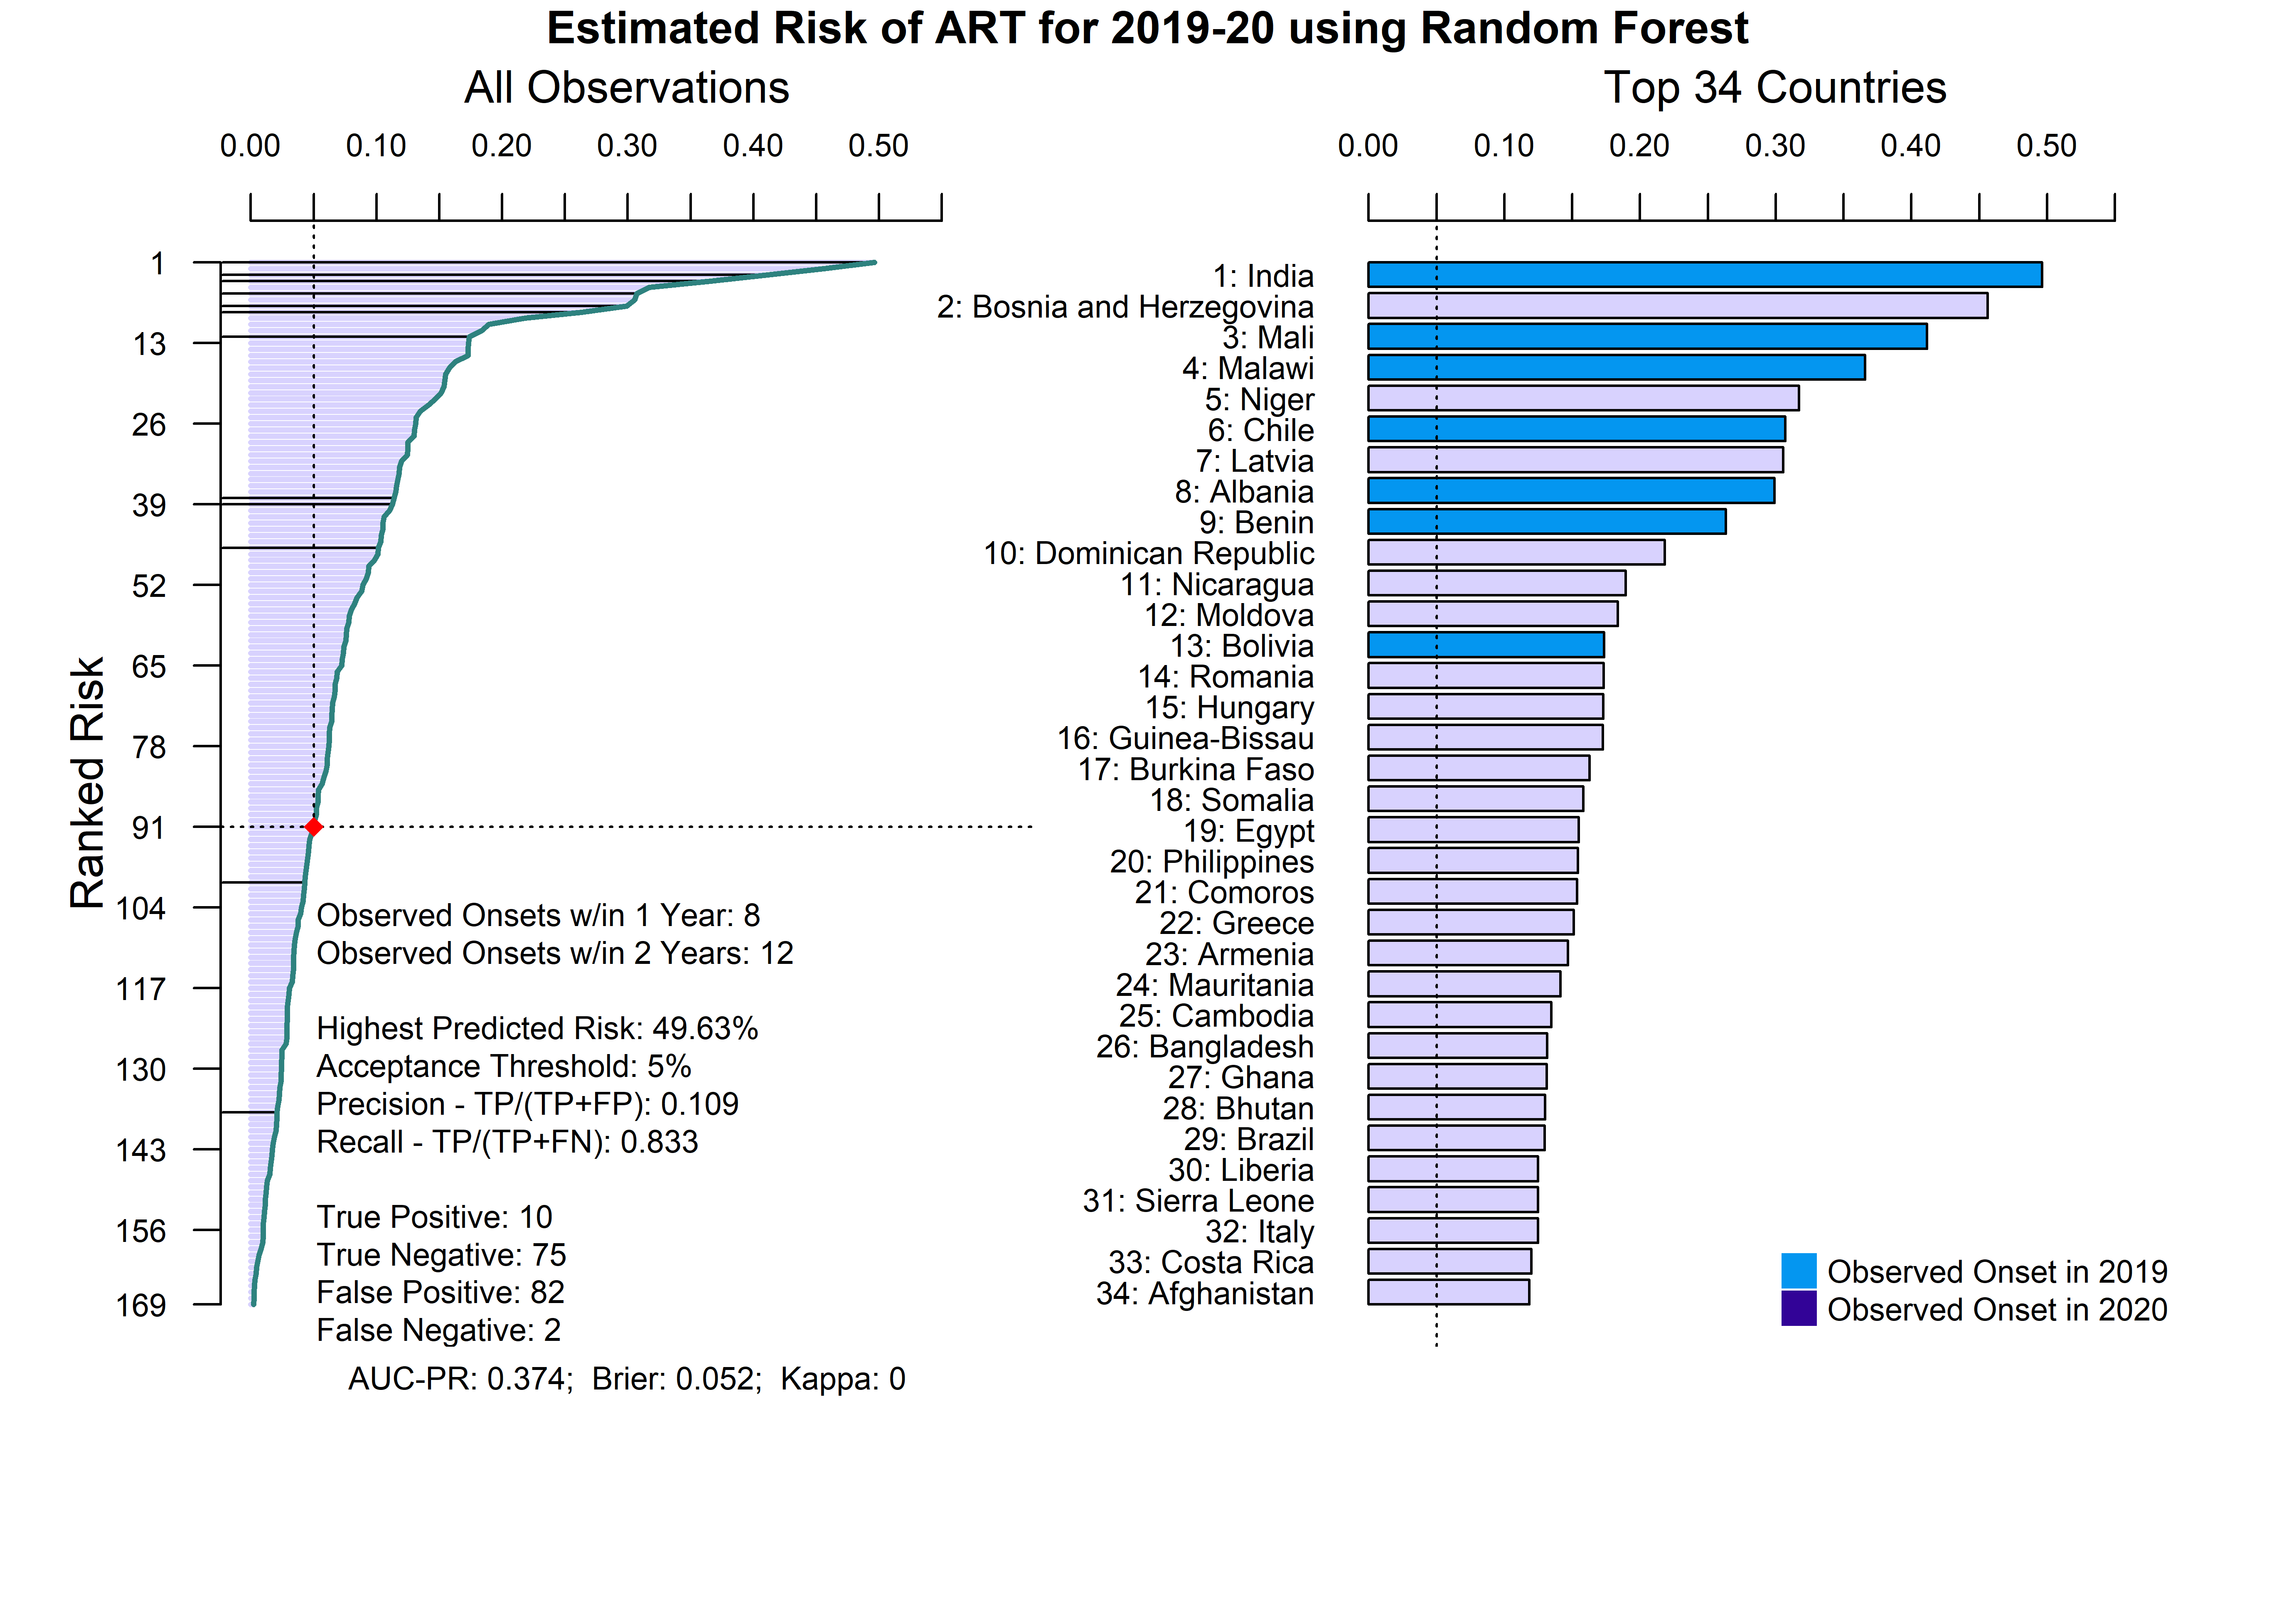 Estimated Risk of ART for 2019-20 using Random Forest
All Observations
0.00 0.10 0.20 0.30 0.40 0.50
Ranked Risk
1
13
26
39
52
65
78
91
104
117
130
143
156
169
Observed Onsets w/in 1 Year: 8
Observed Onsets w/in 2 Years: 12
Highest Predicted Risk: 49.63%
Acceptance Threshold: 5%
Precision - TP/(TP+FP): 0.109
Recall - TP/(TP+FN): 0.833
True Positive: 10
True Negative: 75
False Positive: 82
False Negative: 2
AUC-PR: 0.374; Brier: 0.052; Kappa: 0
Top 34 Countries
0.00 0.10 0.20 0.30 0.40 0.50
1: India
2: Bosnia and Herzegovina
3: Mali
4: Malawi
5: Niger
6: Chile
7: Latvia
8: Albania
9: Benin
10: Dominican Republic
11: Nicaragua
12: Moldova
13: Bolivia
14: Romania
15: Hungary
16: Guinea-Bissau
17: Burkina Faso
18: Somalia
19: Egypt
20: Philippines
21: Comoros
22: Greece
23: Armenia
24: Mauritania
25: Cambodia
26: Bangladesh
27: Ghana
28: Bhutan
29: Brazil
30: Liberia
31: Sierra Leone
32: Italy
33: Costa Rica
34: Afghanistan
Observed Onset in 2019
Observed Onset in 2020